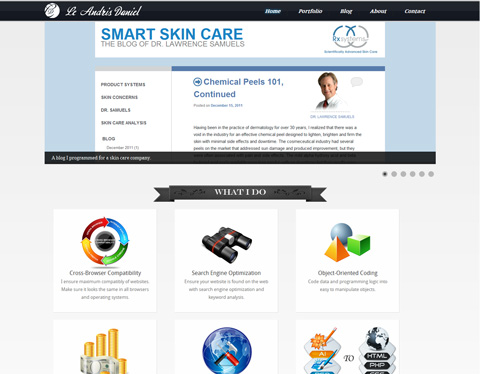 Le Andris Daniel
Home Portfolio Blog About Contact
SMART SKIN CARE
THE BLOG OF DR. LAWRENCE SAMUELS
Rx systems
Scientifically Advanced Skin Care
PRODUCT SYSTEMS
SKIN CONCERNS
DR. SAMUELS
SKIN CARE ANALYSIS
BLOG
December 2011 (1)
Chemical Peels 101,
Continued
Posted on December 15, 2011
DR. LAWRENCE SAMUELS
Having been in the practice of dermatology for over 30 years, I realized that there was a
void in the industry for an effective chemical peel designed to lighten, brighten and firm the
skin with minimal side effects and downtime. The cosmeceutical industry had several
peels on the market that addressed sun damage and produced improvement, but they
A blog I programmed for a skin care company.
WHAT I DO
Cross-Browser Compatibility
I ensure maximum compatibly of websites.
Make sure it looks the same in all browsers
and operating systems.
Search Engine Optimization
Ensure your website is found on the web
with search engine optimization and
keyword analysis.
Object-Oriented Coding
Code data and programming logic into
easy to manipulate objects.
Ai
TO
HTML
PHP